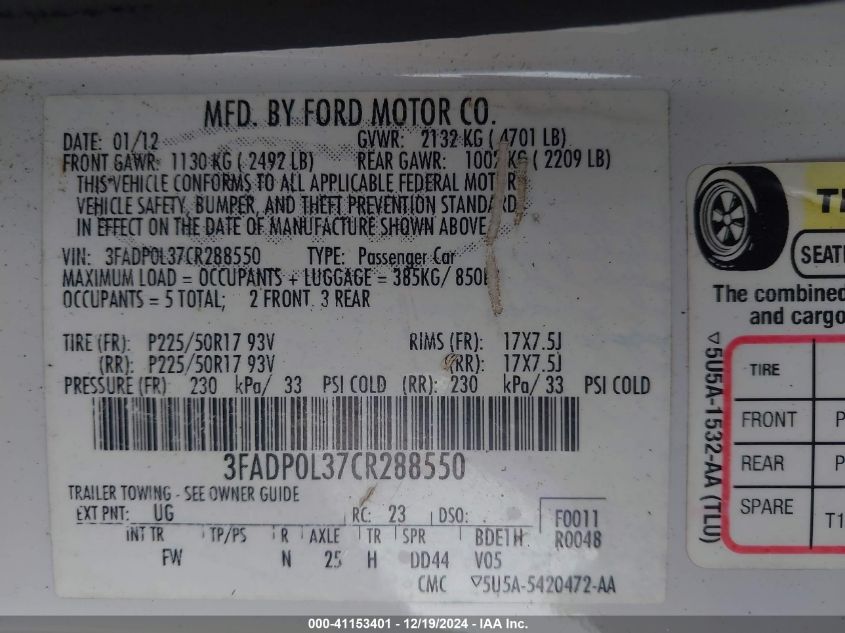 MFD. BY FORD MOTOR CO.
DATE: 01/12 GVWR: 2132 KG ( 4701 LB)
FRONT GAWR: 1130 KG ( 2492 LB) REAR GAWR: 1002 KG ( 2209 LB)
THIS VEHICLE CONFORMS TO ALL APPLICABLE FEDERAL MOTOR
VEHICLE SAFETY, BUMPER, AND THEFT PREVENTION STANDARD
IN EFFECT ON THE DATE OF MANUFACTURE SHOWN ABOVE
VIN: 3FADP0L37CR288550 TYPE: Passenger Car
MAXIMUM LOAD = OCCUPANTS + LUGGAGE = 385KG/ 850
OCCUPANTS = 5 TOTAL; 2 FRONT 3 REAR
TIRE (FR): P225/50R17 93V RIMS (FR): 17X7.5J
(RR): P225/50R17 93V (RR): 17X7.5J
PRESSURE (FR) 230 kPa/ 33 PSI COLD (RR): 230 kPa/ 33 PSI COLD
3FADP0L37CR288550
TRAILER TOWING - SEE OWNER GUIDE
EXT PNT: UG RC: 23 DSO: F0011
R0048
INT TR TP/PS R AXLE TR SPR BDETH
FW N 25 H DD44 V05
CMC ▽5U5A-5420472-AA
SEATI
The combined
and cargo
▽5U5A-1532-AA (TLU)
TIRE
FRONT P
REAR P
SPARE T1
000-41153401 - 12/19/2024 - IAA Inc.